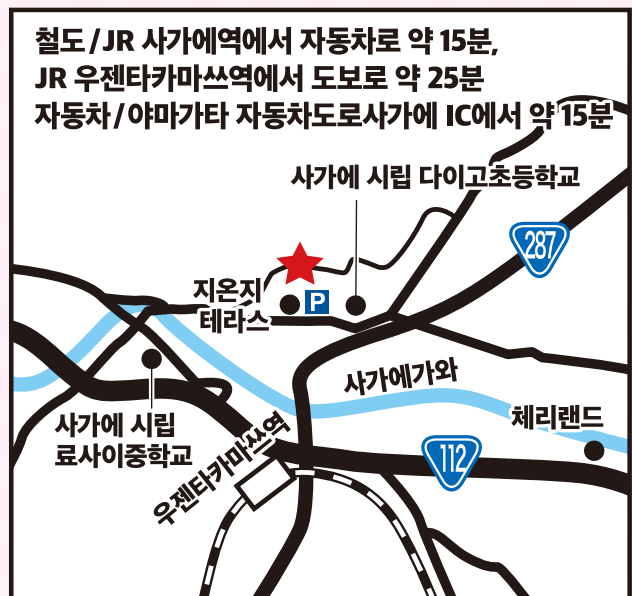 철도/JR 사가에역에서 자동차로 약 15분,
JR 우젠타카마쓰역에서 도보로 약 25분
자동차/야마가타 자동차도로사가에 IC에서 약 15분
사가에 시립 다이고초등학교
287
지온지
테라스
P
사가에가와
체리랜드
사가에 시립
료사이중학교
우젠타카마쓰역
112